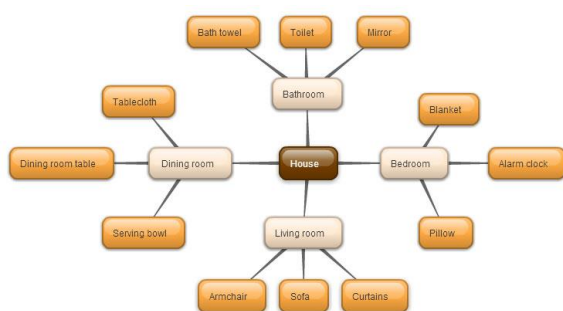 Bath towel
Toilet
Mirror
Bathroom
Tablecloth
Blanket
Dining room table
Dining room
House
Bedroom
Alarm clock
Serving bowl
Living room
Pillow
Armchair
Sofa
Curtains